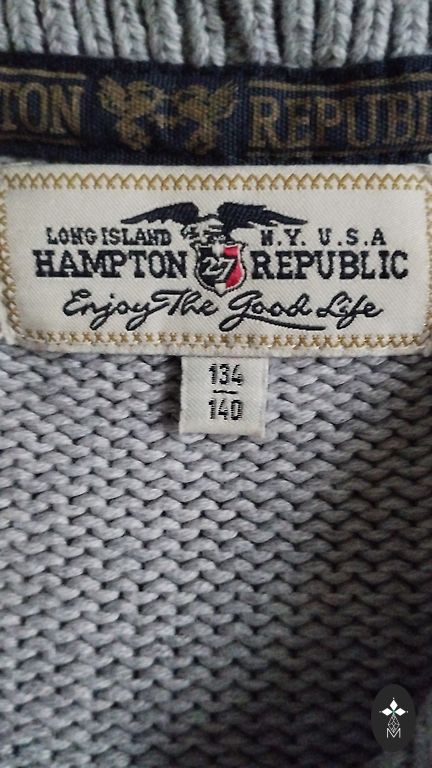 TON REPUBL
LONG ISLAND N.Y. U.S.A
HAMPTON 27 REPUBLIC
Enjoy The Good Life
134
140
M